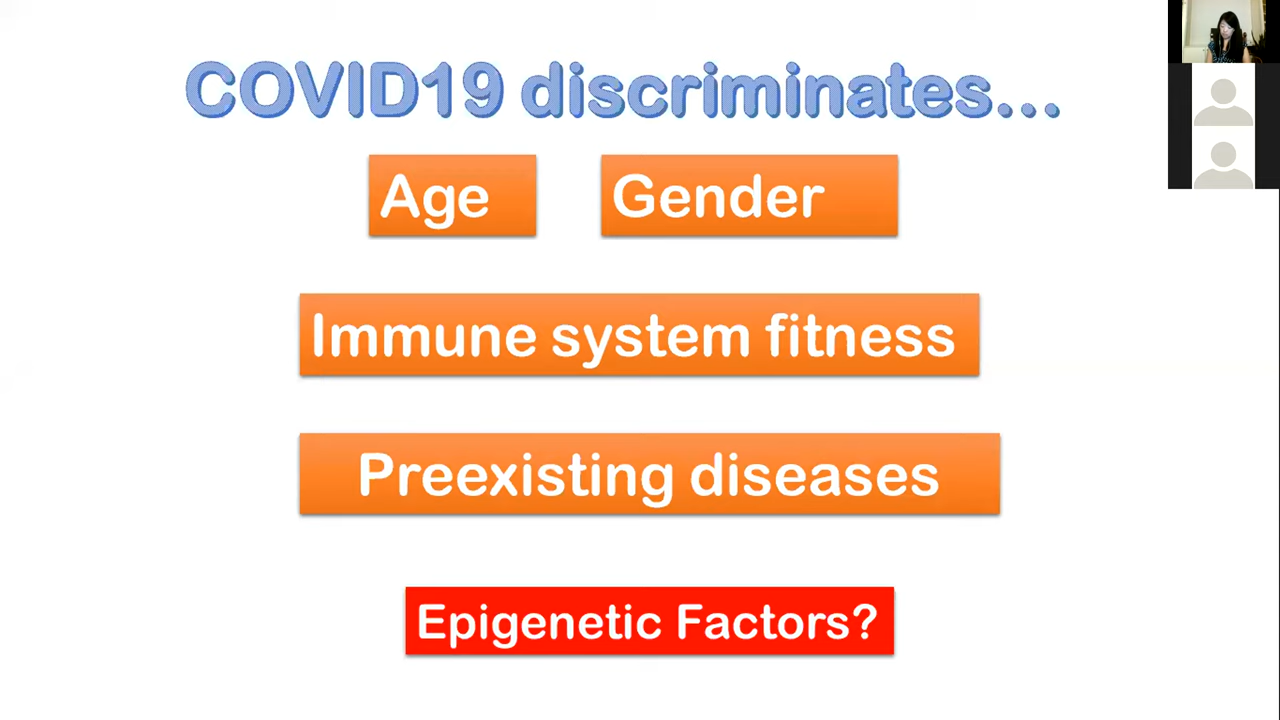 COVID19 discriminates...
Age
Gender
Immune system fitness
Preexisting diseases
Epigenetic Factors?